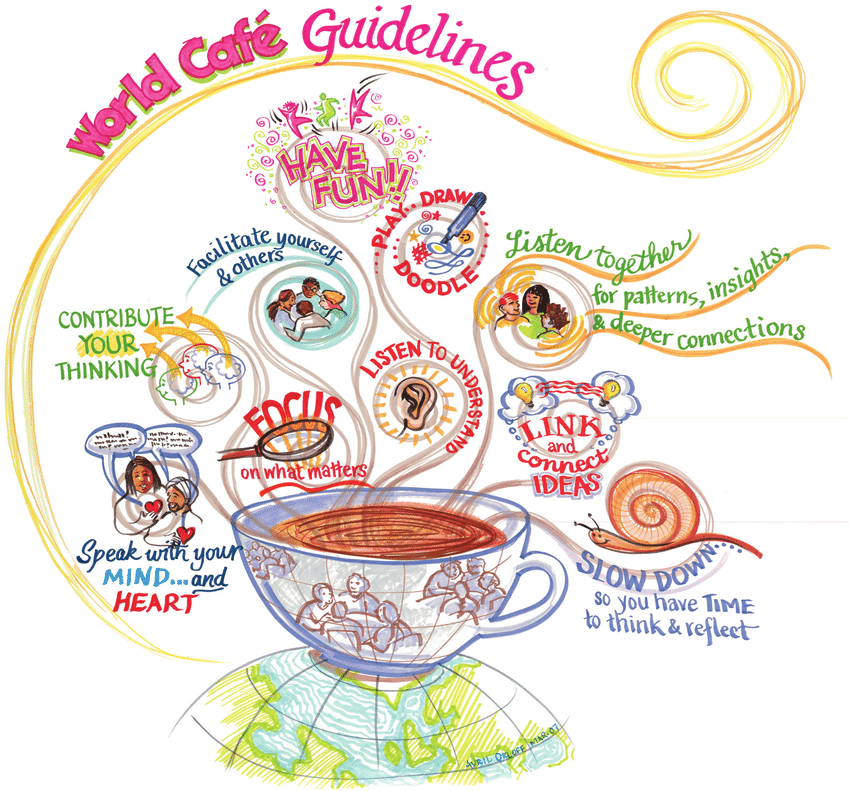 World Café Guidelines
HAVE
FUN!!
PLAY.. DRAW..
DOODLE...
Facilitate yourself
& others
Listen together
for patterns, insights,
& deeper connections
CONTRIBUTE
YOUR
THINKING
LISTEN TO UNDERSTAND
FOCUS
on what matters
LINK
and
connect
IDEAS
Speak with your
MIND...and
HEART
SLOW DOWN...
so you have TIME
to think & reflect
AVRIL ORLOFF MAR. 07